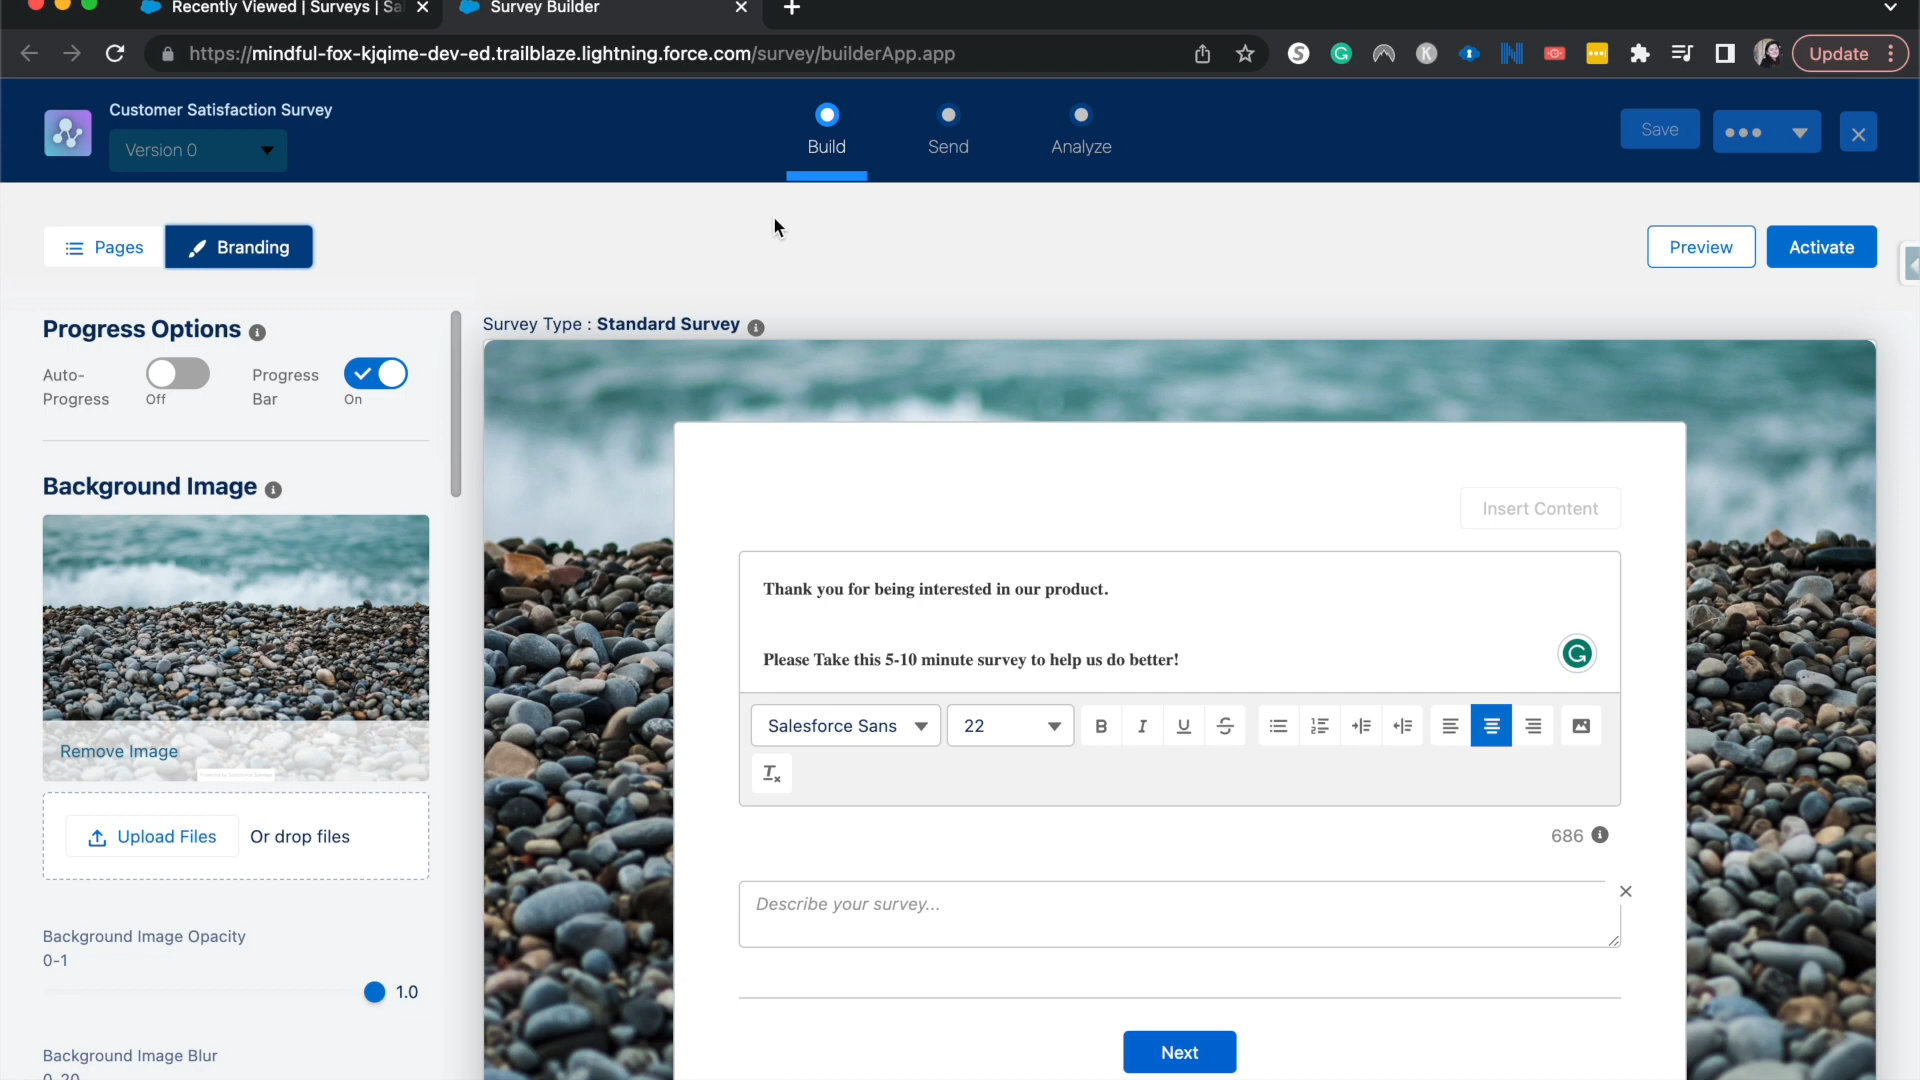 Recently Viewed | Surveys | Sa
Survey Builder
https://mindful-fox-kjqime-dev-ed.trailblaze.lightning.force.com/survey/builderApp.app
Update
Customer Satisfaction Survey
Version 0
Build
Send
Analyze
Save
Pages
Branding
Preview
Activate
Progress Options
Auto-
Progress
Off
Progress
Bar
On
Background Image
Remove Image
Upload Files
Or drop files
Background Image Opacity
0-1
1.0
Background Image Blur
0-20
Survey Type : Standard Survey
Insert Content
Thank you for being interested in our product.
Please Take this 5-10 minute survey to help us do better!
Salesforce Sans
22
B I U S
686
Describe your survey...
Next